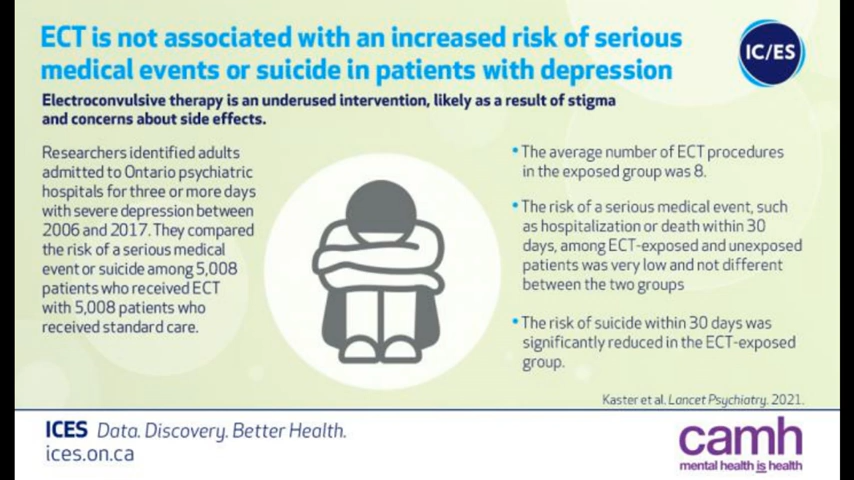 ECT is not associated with an increased risk of serious
medical events or suicide in patients with depression
IC/ES
Electroconvulsive therapy is an underused intervention, likely as a result of stigma
and concerns about side effects.
Researchers identified adults
admitted to Ontario psychiatric
hospitals for three or more days
with severe depression between
2006 and 2017. They compared
the risk of a serious medical
event or suicide among 5,008
patients who received ECT
with 5,008 patients who
received standard care.
• The average number of ECT procedures
in the exposed group was 8.
• The risk of a serious medical event, such
as hospitalization or death within 30
days, among ECT-exposed and unexposed
patients was very low and not different
between the two groups
• The risk of suicide within 30 days was
significantly reduced in the ECT-exposed
group.
Kaster et al. Lancet Psychiatry. 2021.
ICES Data. Discovery. Better Health.
ices.on.ca
camh
mental health is health